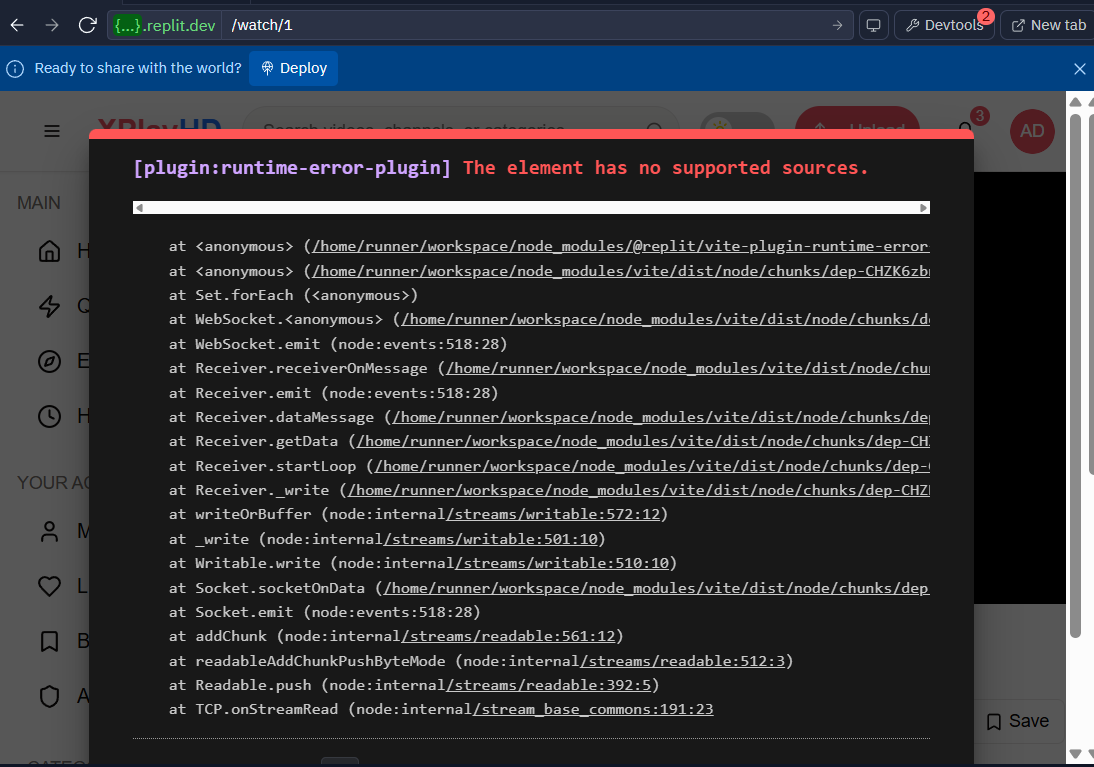 {...}.replit.dev /watch/1 Devtools 2 New tab
Ready to share with the world? Deploy
XPlayHD Search videos, channels, or categories Upload 3 AD
[plugin:runtime-error-plugin] The element has no supported sources.
MAIN
at <anonymous> (/home/runner/workspace/node_modules/@replit/vite-plugin-runtime-error-
H
at <anonymous> (/home/runner/workspace/node_modules/vite/dist/node/chunks/dep-CHZK6zb
at Set.forEach (<anonymous>)
Q
at WebSocket.<anonymous> (/home/runner/workspace/node_modules/vite/dist/node/chunks/d
at WebSocket.emit (node:events:518:28)
E
at Receiver.receiverOnMessage (/home/runner/workspace/node_modules/vite/dist/node/chu
at Receiver.emit (node:events:518:28)
H
at Receiver.dataMessage (/home/runner/workspace/node_modules/vite/dist/node/chunks/de
at Receiver.getData (/home/runner/workspace/node_modules/vite/dist/node/chunks/dep-CH
at Receiver.startLoop (/home/runner/workspace/node_modules/vite/dist/node/chunks/dep-
YOUR AC
at Receiver._write (/home/runner/workspace/node_modules/vite/dist/node/chunks/dep-CHZ
at writeOrBuffer (node:internal/streams/writable:572:12)
M
at _write (node:internal/streams/writable:501:10)
at Writable.write (node:internal/streams/writable:510:10)
L
at Socket.socketOnData (/home/runner/workspace/node_modules/vite/dist/node/chunks/dep
at Socket.emit (node:events:518:28)
at addChunk (node:internal/streams/readable:561:12)
B
at readableAddChunkPushByteMode (node:internal/streams/readable:512:3)
at Readable.push (node:internal/streams/readable:392:5)
A
at TCP.onStreamRead (node:internal/stream_base_commons:191:23
Save